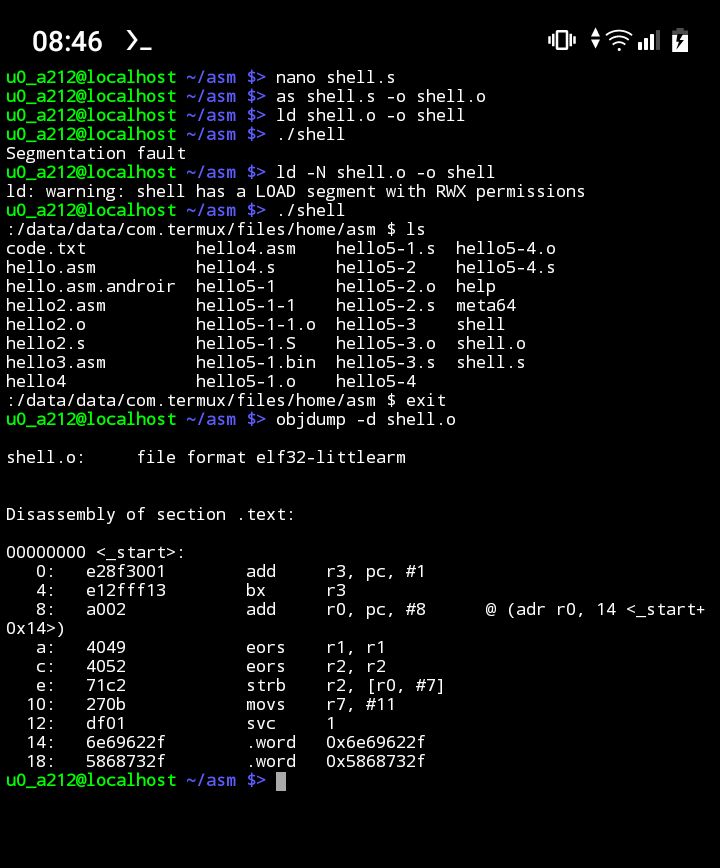 08:46
u0_a212@localhost ~/asm $> nano shell.s
u0_a212@localhost ~/asm $> as shell.s -o shell.o
u0_a212@localhost ~/asm $> ld shell.o -o shell
u0_a212@localhost ~/asm $> ./shell
Segmentation fault
u0_a212@localhost ~/asm $> ld -N shell.o -o shell
ld: warning: shell has a LOAD segment with RWX permissions
u0_a212@localhost ~/asm $> ./shell
:/data/data/com.termux/files/home/asm $ ls
code.txt hello4.asm hello5-1.s hello5-4.o
hello.asm hello4.s hello5-2 hello5-4.s
hello.asm.androir hello5-1 hello5-2.o help
hello2.asm hello5-1-1 hello5-2.s meta64
hello2.o hello5-1-1.o hello5-3 shell
hello2.s hello5-1.S hello5-3.o shell.o
hello3.asm hello5-1.bin hello5-3.s shell.s
hello4 hello5-1.o hello5-4
:/data/data/com.termux/files/home/asm $ exit
u0_a212@localhost ~/asm $> objdump -d shell.o
shell.o: file format elf32-littlearm
Disassembly of section .text:
00000000 <_start>:
0: e28f3001 add r3, pc, #1
4: e12fff13 bx r3
8: a002 add r0, pc, #8 @ (adr r0, 14 <_start+
0x14>)
a: 4049 eors r1, r1
c: 4052 eors r2, r2
e: 71c2 strb r2, [r0, #7]
10: 270b movs r7, #11
12: df01 svc 1
14: 6e69622f .word 0x6e69622f
18: 5868732f .word 0x5868732f
u0_a212@localhost ~/asm $>